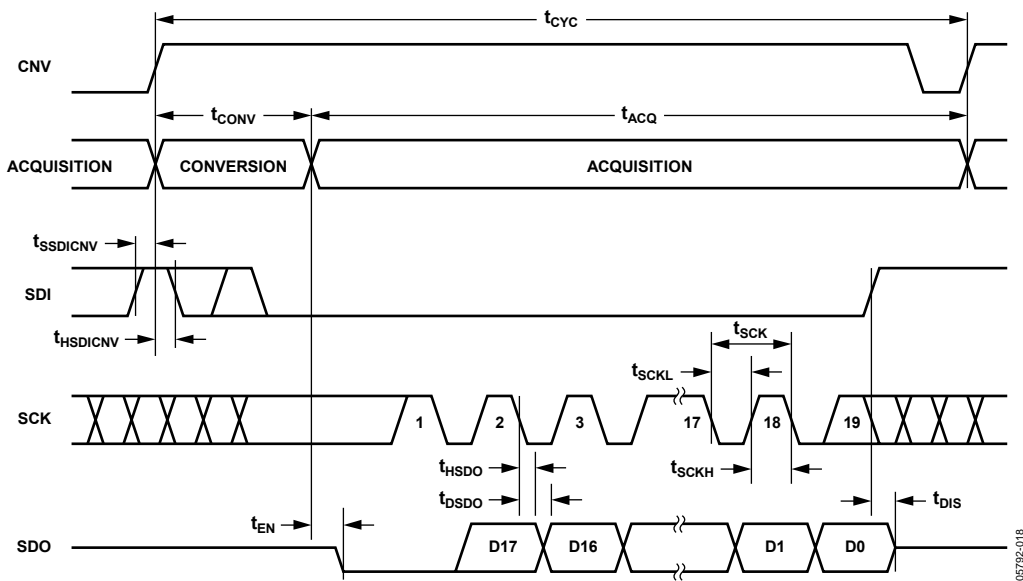 tCYC
CNV
tCONV
tACQ
ACQUISITION
CONVERSION
ACQUISITION
tSSDICNV
SDI
tHSDICNV
tSCK
tSCKL
SCK
1
2
3
17
18
19
tHSDO
tSCKH
tDSDO
tDIS
tEN
SDO
D17
D16
D1
D0
05792-018